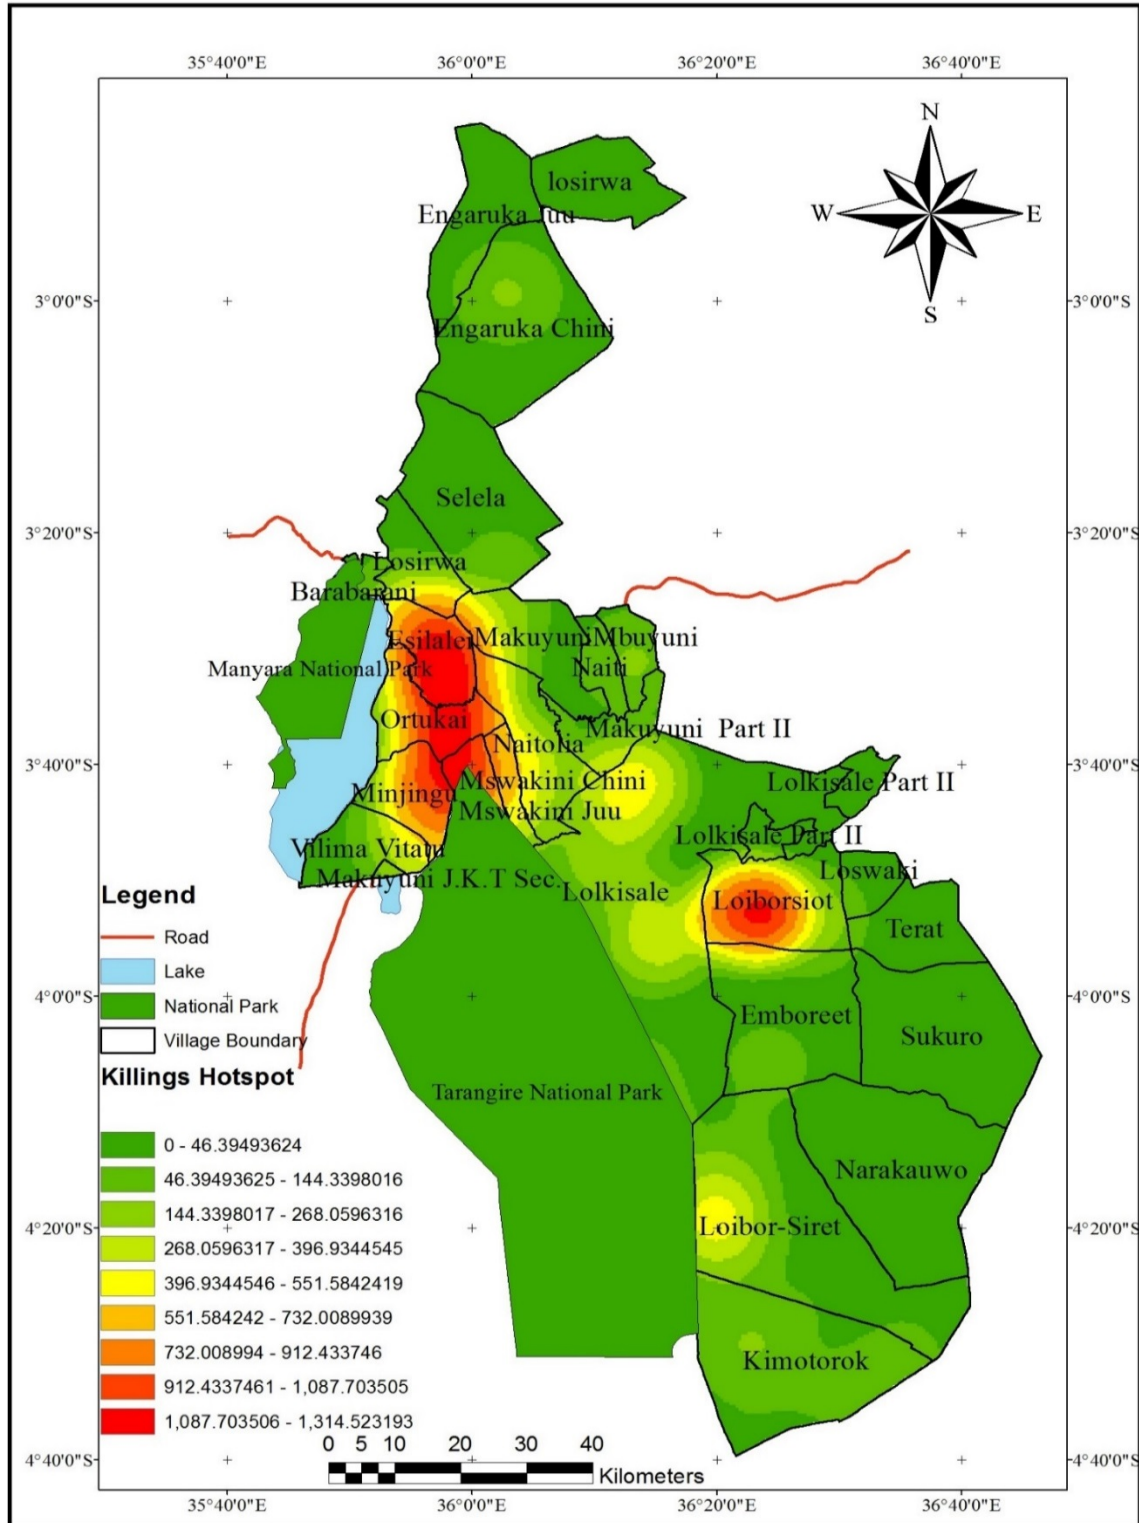 35°40'0"E
36°0'0"E
36°20'0"E
36°40'0"E
N
W
E
S
losirwa
Engaruka Juu
3°0'0"S
3°0'0"S
Engaruka Chini
Selela
3°20'0"S
3°20'0"S
Losirwa
Barabarani
Esilalei
Makuyuni
Mbuyuni
Manyara National Park
Naiti
Ortukai
Makuyuni Part II
Naitolia
3°40'0"S
3°40'0"S
Mswakini Chini
Lolkisale Part II
Minjingu
Mswakini Juu
Lolkisale Part II
Vilima Vitatu
Loswaki
Makuyuni J.K.T Sec.
Lolkisale
Loiborsiot
Terat
Legend
Road
Lake
National Park
Village Boundary
4°0'0"S
4°0'0"S
Emboreet
Sukuro
Killings Hotspot
Tarangire National Park
0 - 46.39493624
46.39493625 - 144.3398016
144.3398017 - 268.0596316
268.0596317 - 396.9344545
396.9344546 - 551.5842419
551.584242 - 732.0089939
732.008994 - 912.433746
912.4337461 - 1,087.703505
1,087.703506 - 1,314.523193
Narakauwo
4°20'0"S
4°20'0"S
Loibor-Siret
Kimotorok
0 5 10 20 30 40
Kilometers
4°40'0"S
4°40'0"S
35°40'0"E
36°0'0"E
36°20'0"E
36°40'0"E